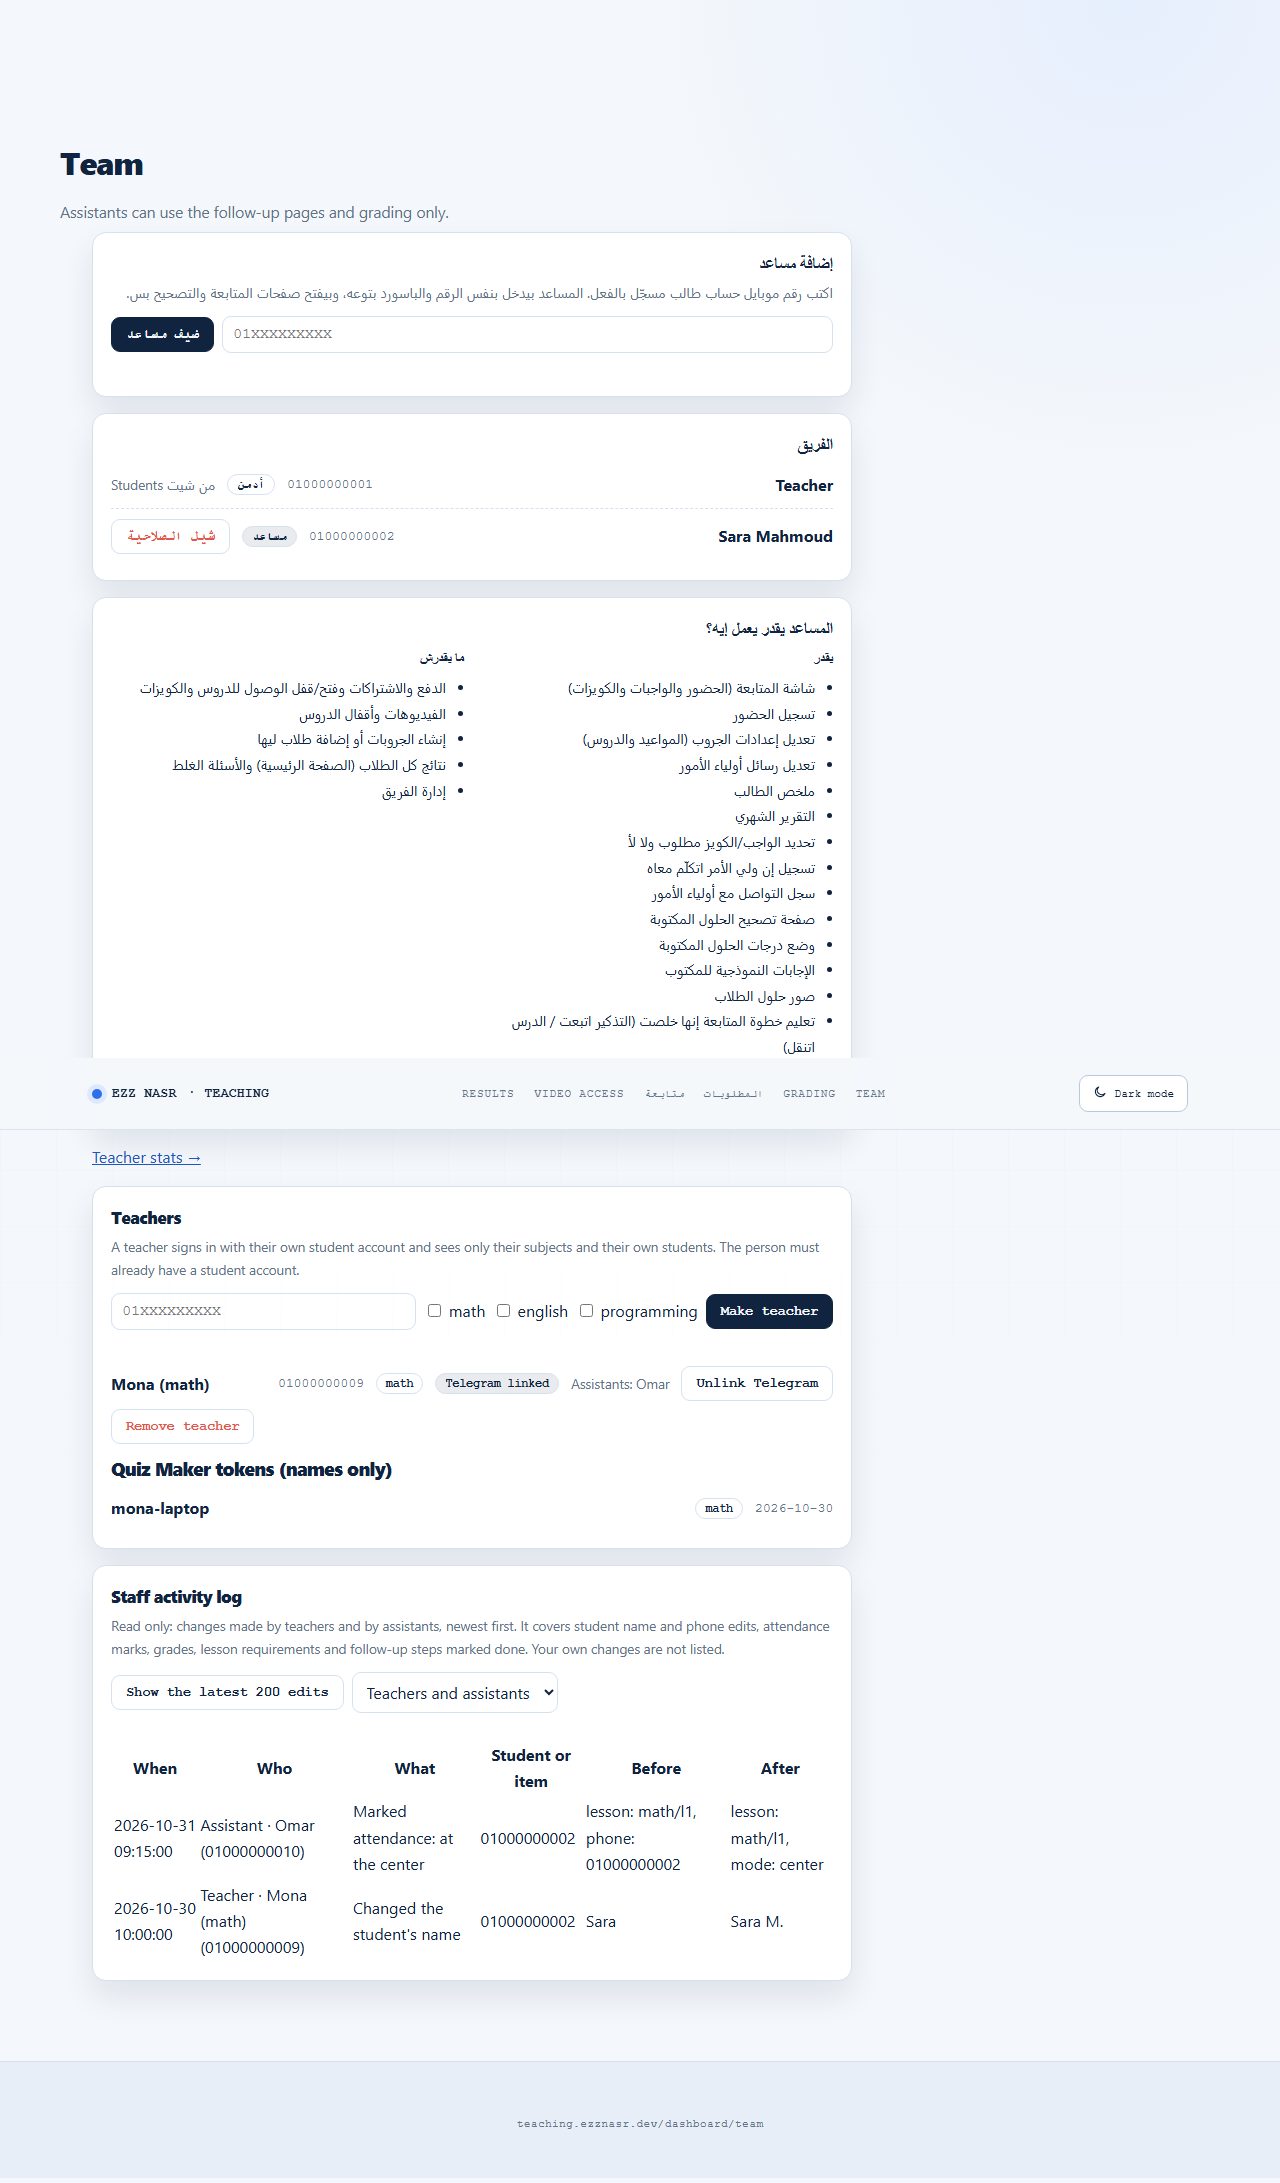 Team
Assistants can use the follow-up pages and grading only.
إضافة مساعد
اكتب رقم موبايل حساب طالب مسجّل بالفعل. المساعد بيدخل بنفس الرقم والباسورد بتوعه، وبيفتح صفحات المتابعة والتصحيح بس.
01XXXXXXXXX ضيف مساعد
الفريق
Teacher 01000000001 أدمن من شيت Students
Sara Mahmoud 01000000002 مساعد شيل الصلاحية
المساعد يقدر يعمل إيه؟
يقدر
شاشة المتابعة (الحضور والواجبات والكويزات)
تسجيل الحضور
تعديل إعدادات الجروب (المواعيد والدروس)
تعديل رسائل أولياء الأمور
ملخص الطالب
التقرير الشهري
تحديد الواجب/الكويز مطلوب ولا لأ
تسجيل إن ولي الأمر اتكلّم معاه
سجل التواصل مع أولياء الأمور
صفحة تصحيح الحلول المكتوبة
وضع درجات الحلول المكتوبة
الإجابات النموذجية للمكتوب
صور حلول الطلاب
تعليم خطوة المتابعة إنها خلصت (التذكير اتبعت / الدرس
اتنقل)
ما يقدرش
الدفع والاشتراكات وفتح/قفل الوصول للدروس والكويزات
الفيديوهات وأقفال الدروس
إنشاء الجروبات أو إضافة طلاب ليها
نتائج كل الطلاب (الصفحة الرئيسية) والأسئلة الغلط
إدارة الفريق
EZZ NASR · TEACHING RESULTS VIDEO ACCESS متابعة المطلوبات GRADING TEAM Dark mode
Teacher stats →
Teachers
A teacher signs in with their own student account and sees only their subjects and their own students. The person must
already have a student account.
01XXXXXXXXX math english programming Make teacher
Mona (math) 01000000009 math Telegram linked Assistants: Omar Unlink Telegram
Remove teacher
Quiz Maker tokens (names only)
mona-laptop math 2026-10-30
Staff activity log
Read only: changes made by teachers and by assistants, newest first. It covers student name and phone edits, attendance
marks, grades, lesson requirements and follow-up steps marked done. Your own changes are not listed.
Show the latest 200 edits Teachers and assistants
When Who What Student or item Before After
2026-10-31 09:15:00 Assistant · Omar (01000000010) Marked attendance: at the center 01000000002 lesson: math/l1, phone: 01000000002 lesson: math/l1, mode: center
2026-10-30 10:00:00 Teacher · Mona (math) (01000000009) Changed the student's name 01000000002 Sara Sara M.
teaching.ezznasr.dev/dashboard/team